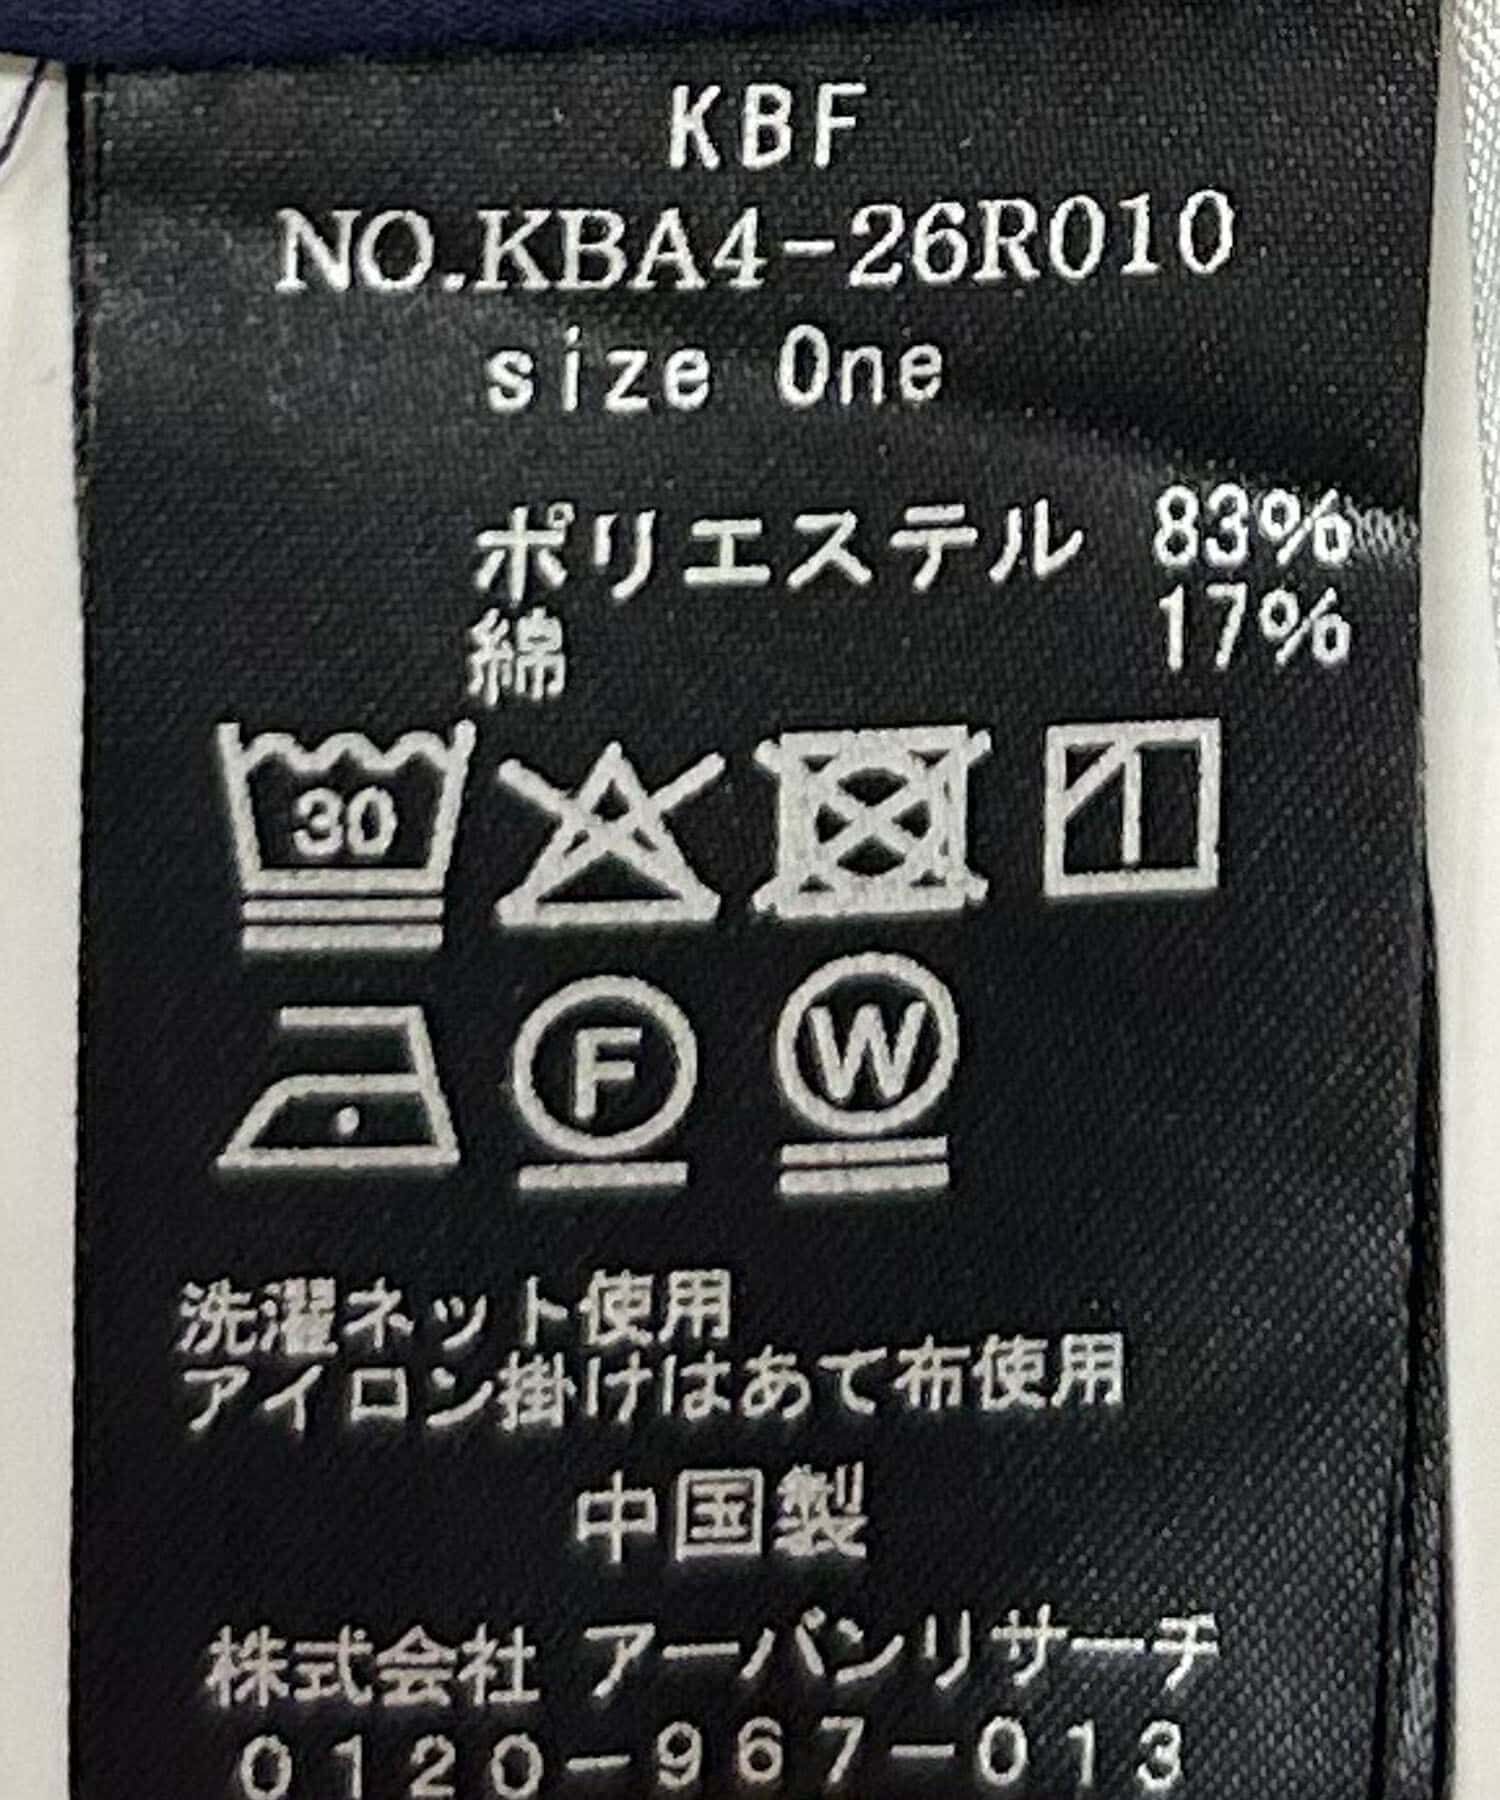 KBF
NO.KBA4-26R010
size One
ポリエステル 83%
綿 17%
30
F
W
洗濯ネット使用
アイロン掛けはあて布使用
中国製
株式会社 アーバンリサーチ
0120-967-013